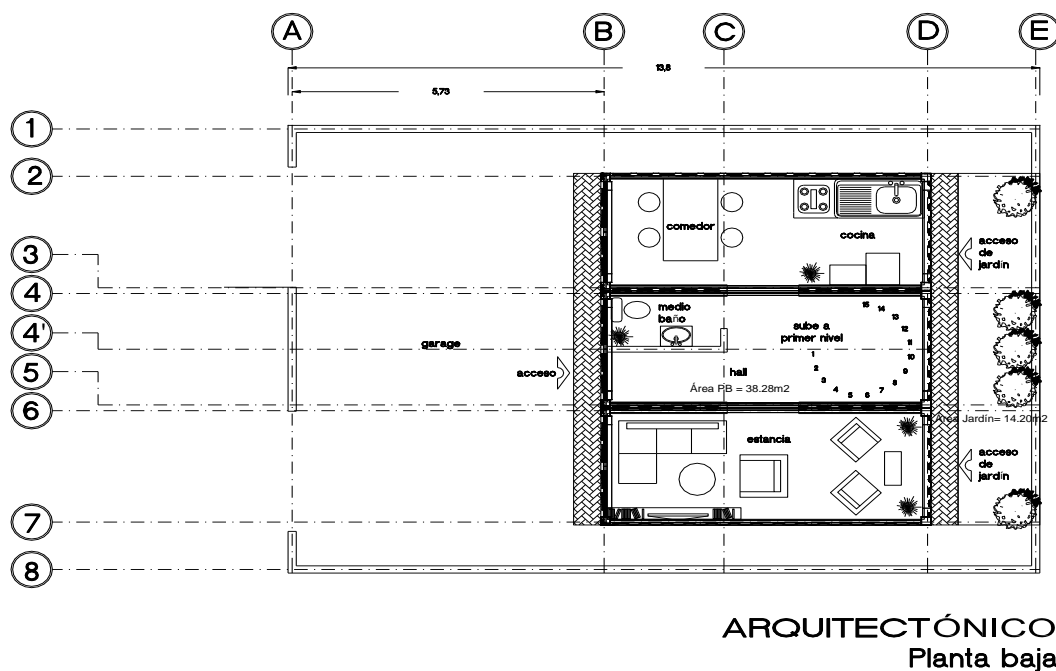 A B C D E
13,8
5,73
1
2
3
4
4'
5
6
7
8
comedor
cocina
acceso
de
jardín
medio
baño
sube a
primer nivel
15
14
13
12
11
10
9
8
7
6
5
4
3
2
1
garage
acceso
hall
Área PB = 38.28m2
Área Jardín= 14.20m2
estancia
acceso
de
jardín
ARQUITECTÓNICO
Planta baja